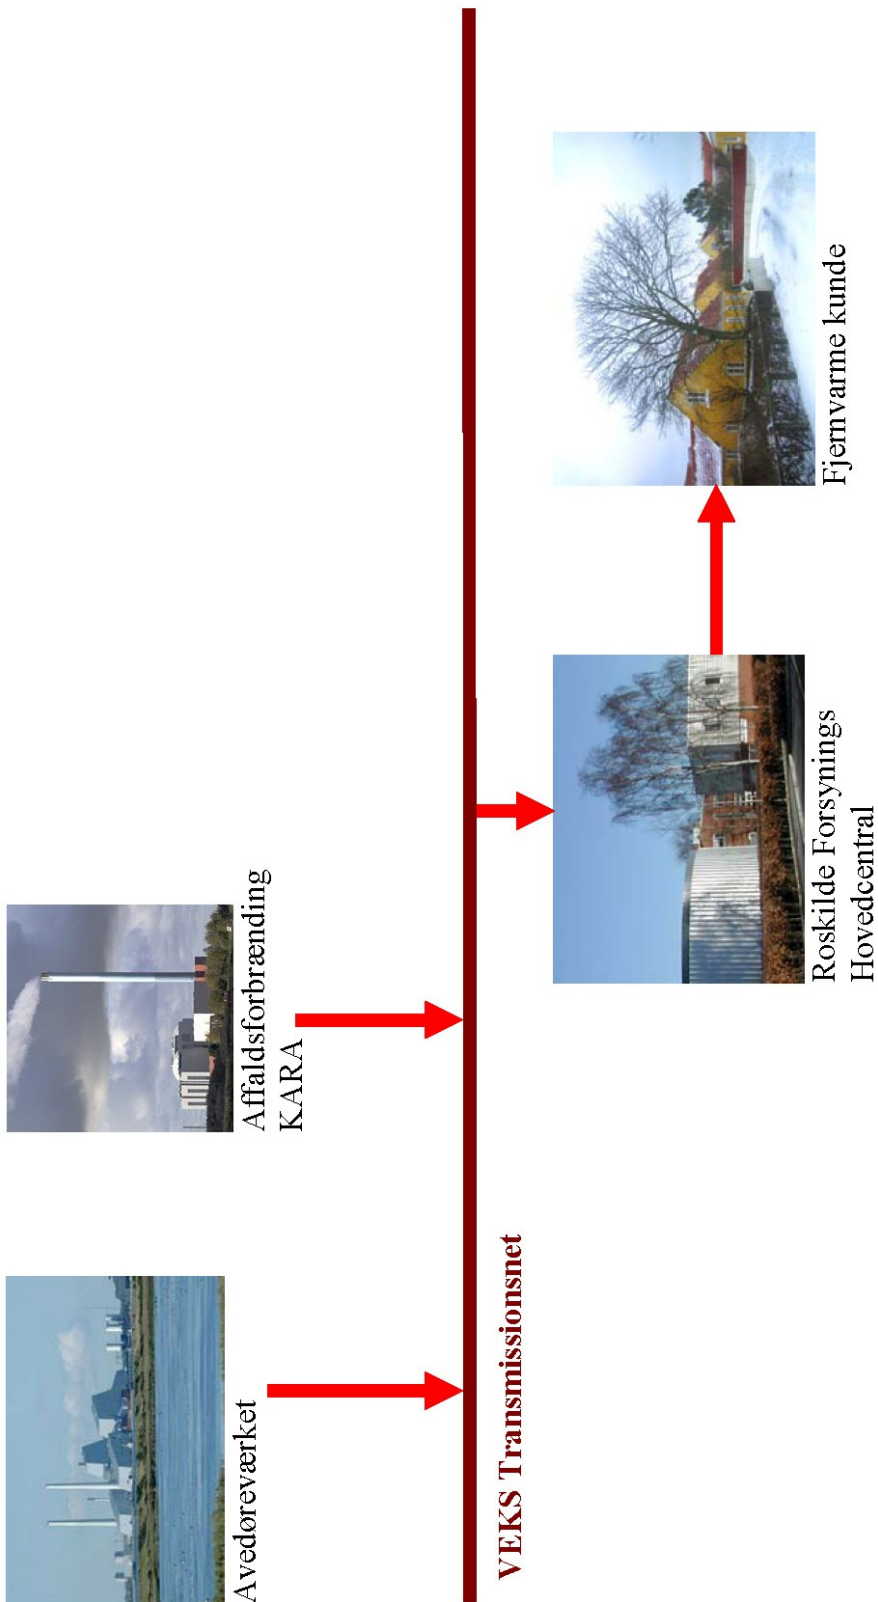 Avedøreværket
Affaldsforbrænding
KARA
VEKS Transmissionsnet
Roskilde Forsynings
Hovedcentral
Fjernvarme kunde